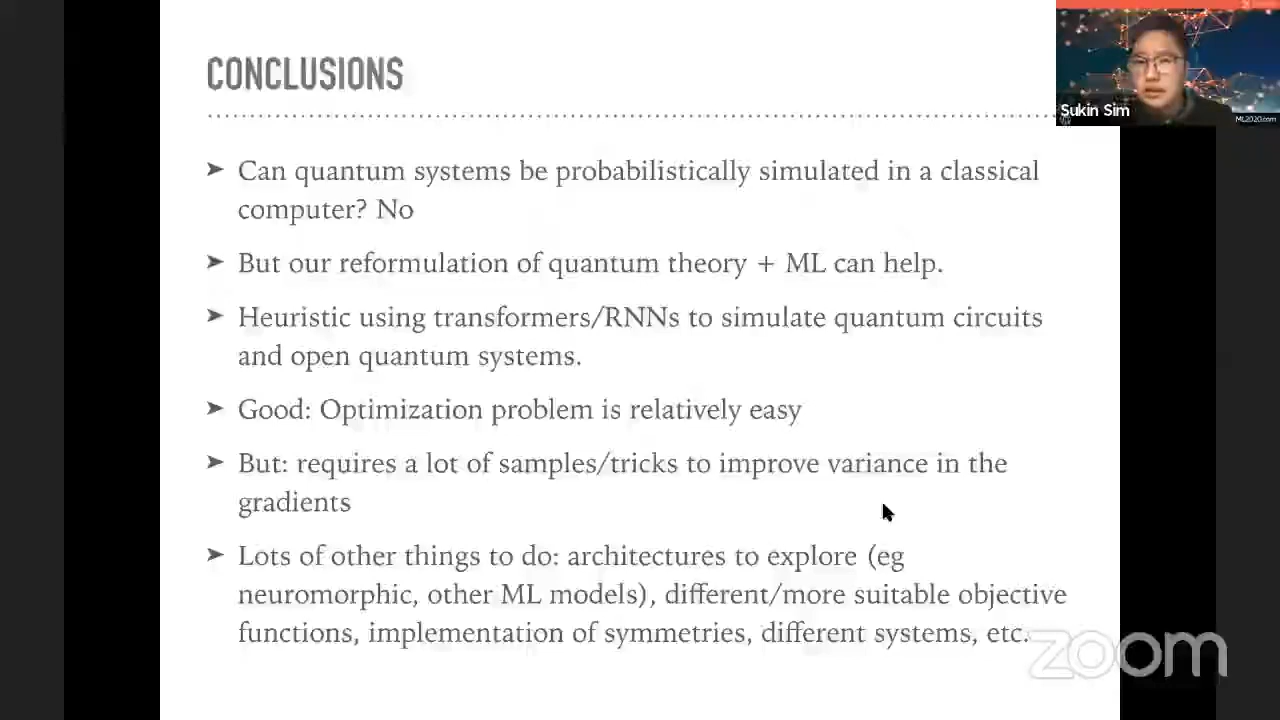 CONCLUSIONS
Sukin Sim
ML2020.com
➤ Can quantum systems be probabilistically simulated in a classical
computer? No
➤ But our reformulation of quantum theory + ML can help.
➤ Heuristic using transformers/RNNs to simulate quantum circuits
and open quantum systems.
➤ Good: Optimization problem is relatively easy
➤ But: requires a lot of samples/tricks to improve variance in the
gradients
➤ Lots of other things to do: architectures to explore (eg
neuromorphic, other ML models), different/more suitable objective
functions, implementation of symmetries, different systems, etc.
zoom